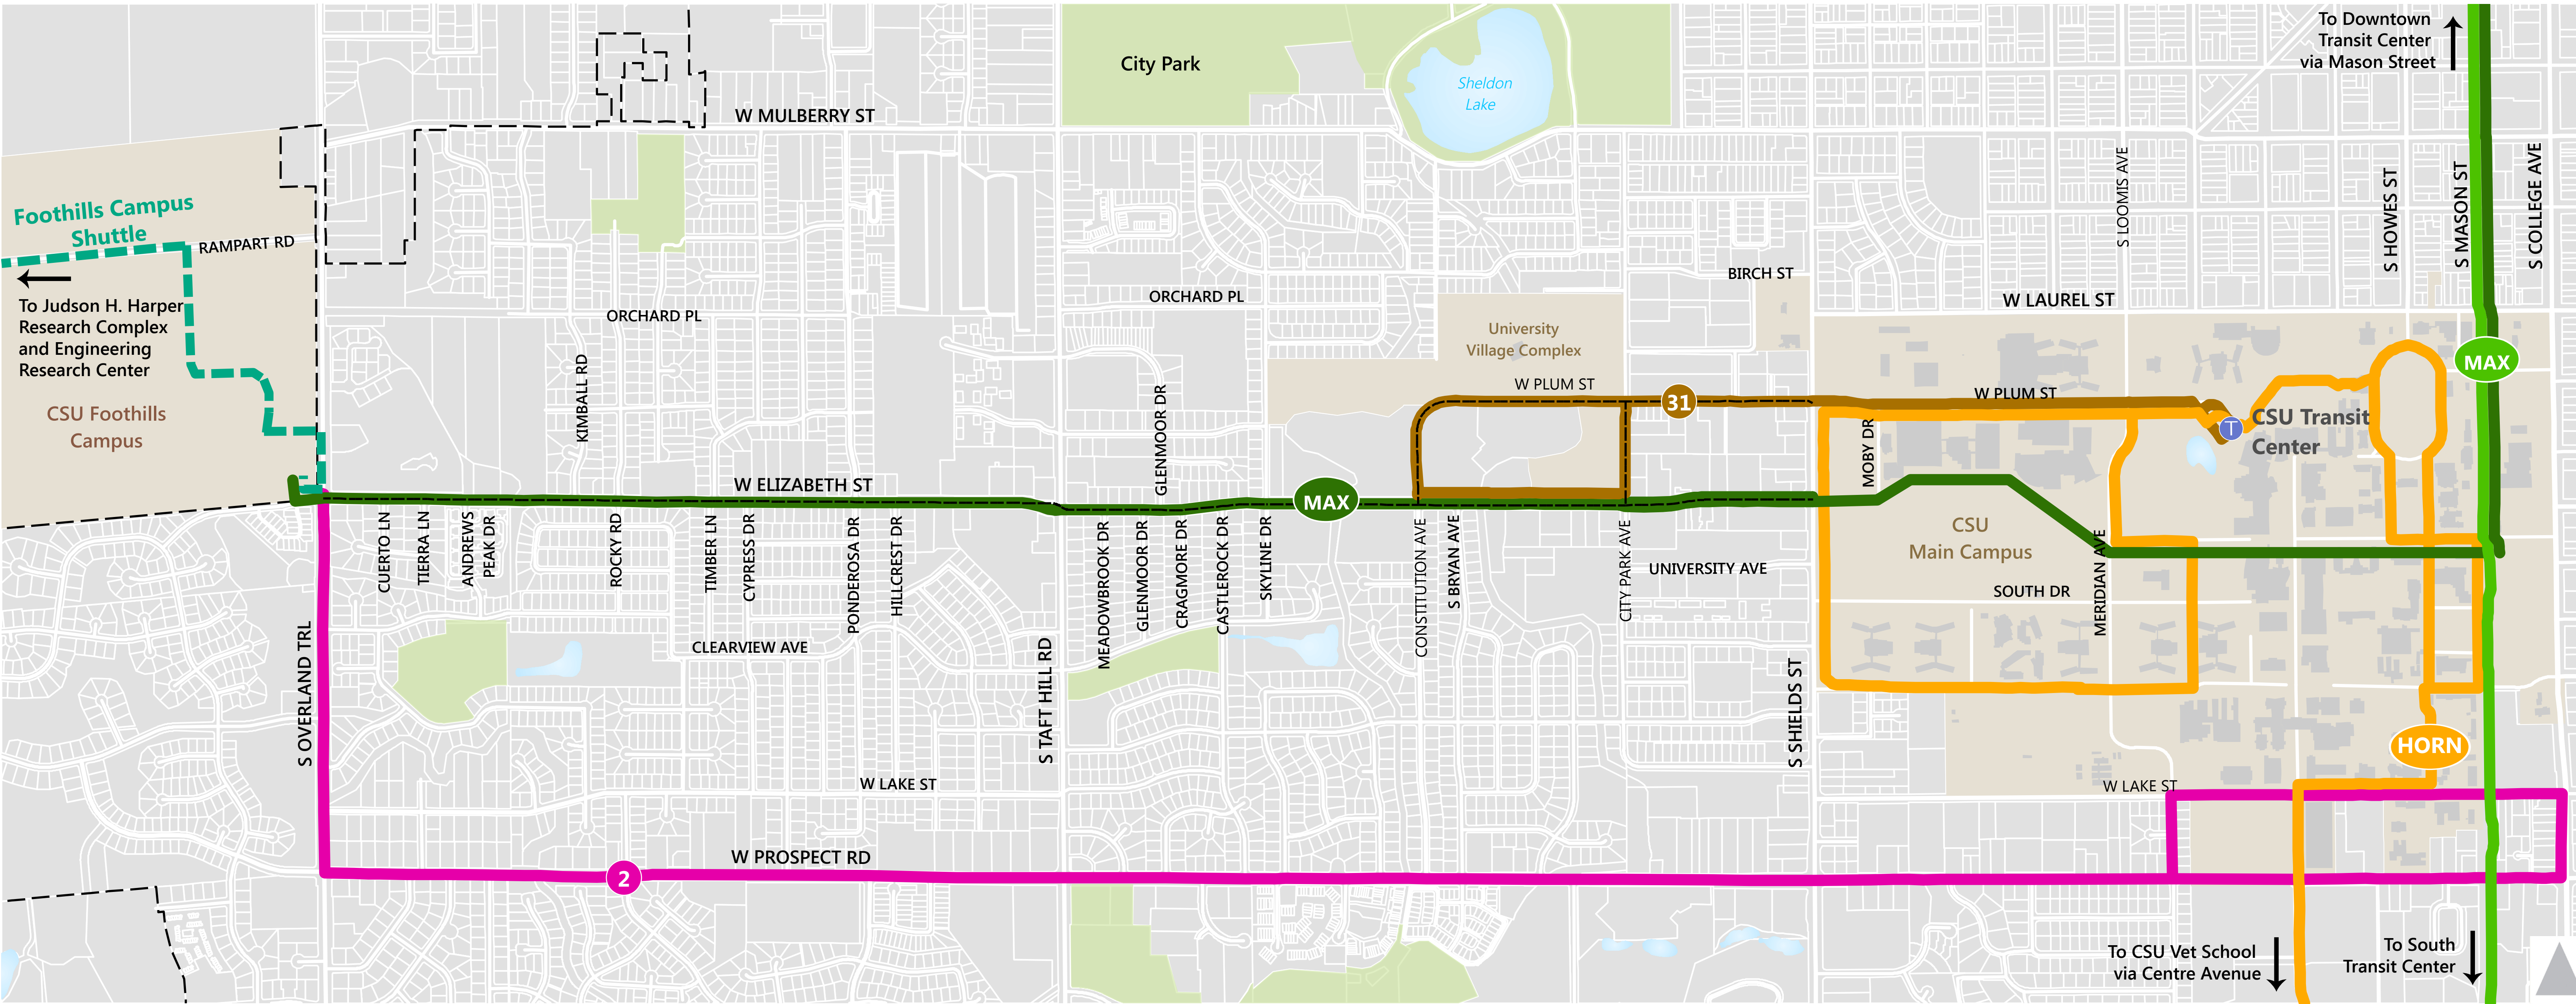 To Downtown
Transit Center
via Mason Street
City Park
Sheldon
Lake
W MULBERRY ST
S LOOMIS AVE
S HOWES ST
S MASON ST
S COLLEGE AVE
Foothills Campus
Shuttle
RAMPART RD
To Judson H. Harper
Research Complex
and Engineering
Research Center
CSU Foothills
Campus
ORCHARD PL
KIMBALL RD
ORCHARD PL
GLENMOOR DR
BIRCH ST
University
Village Complex
W PLUM ST
31
W LAUREL ST
MAX
W PLUM ST
MOBY DR
T
CSU Transit
Center
W ELIZABETH ST
MAX
CUERTO LN
TIERRA LN
ANDREWS
PEAK DR
ROCKY RD
TIMBER LN
CYPRESS DR
PONDEROSA DR
HILLCREST DR
MEADOWBROOK DR
GLENMOOR DR
CRAGMORE DR
CASTLEROCK DR
SKYLINE DR
CONSTITUTION AVE
S BRYAN AVE
CITY PARK AVE
UNIVERSITY AVE
CSU
Main Campus
SOUTH DR
MERIDIAN AVE
S OVERLAND TRL
CLEARVIEW AVE
S TAFT HILL RD
S SHIELDS ST
HORN
W LAKE ST
W LAKE ST
W PROSPECT RD
2
To CSU Vet School
via Centre Avenue
To South
Transit Center